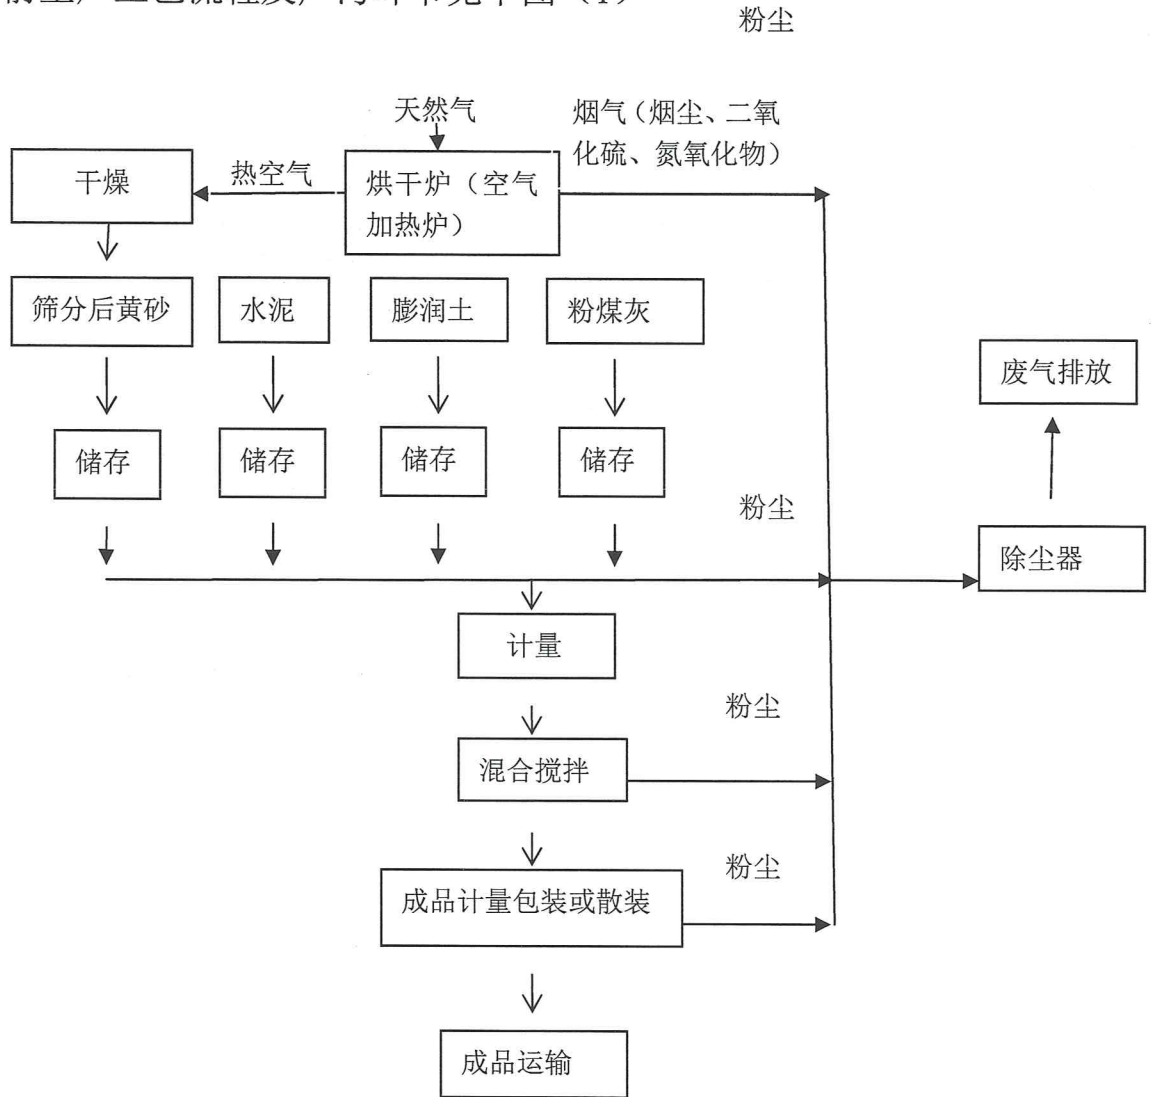 粉尘
天然气
烟气（烟尘、二氧
化硫、氮氧化物）
干燥
热空气
烘干炉（空气
加热炉）
筛分后黄砂
水泥
膨润土
粉煤灰
废气排放
储存
储存
储存
储存
粉尘
除尘器
计量
粉尘
混合搅拌
粉尘
成品计量包装或散装
成品运输